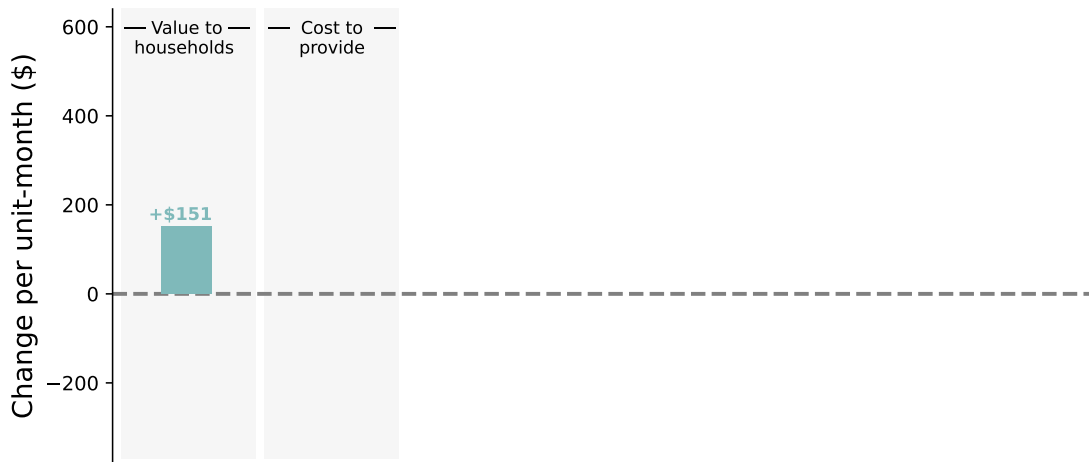 Change per unit-month ($)
600
400
200
0
−200
Value to
households
Cost to
provide
+$151